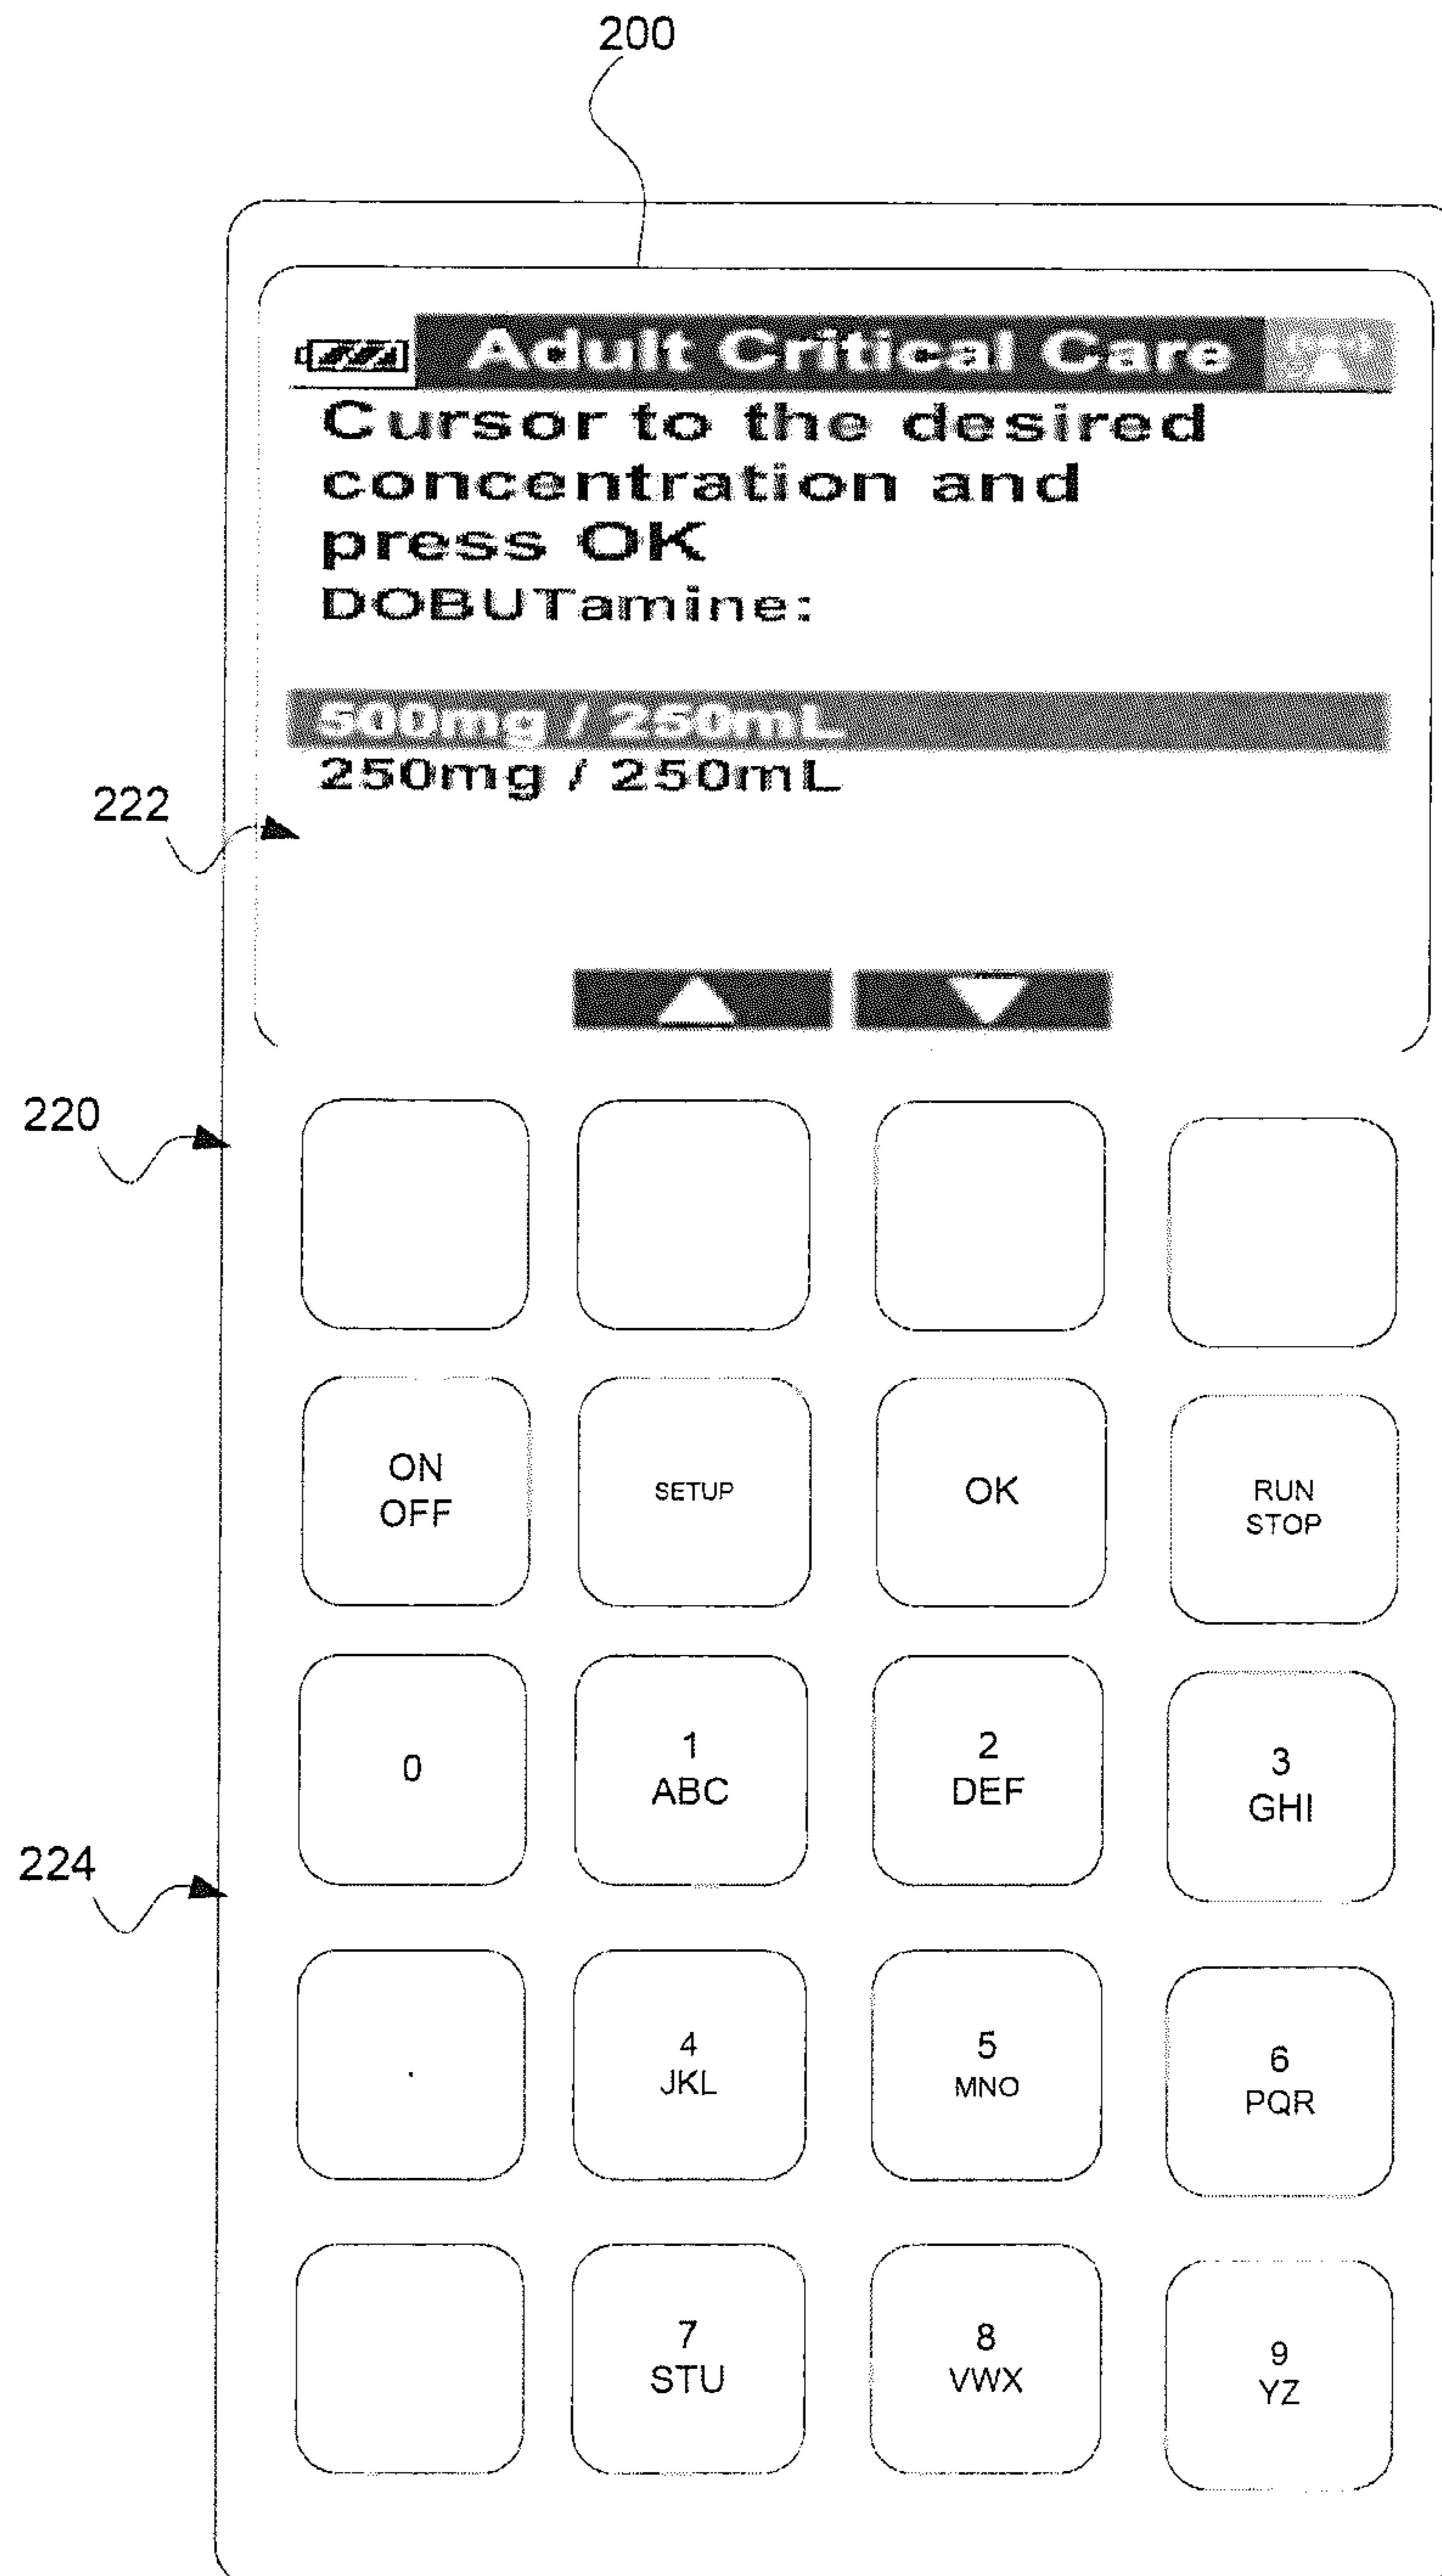 200
Adult Critical Care
Cursor to the desired
concentration and
press OK
DOBUTamine:
500mg / 250mL
250mg / 250mL
222
220
ON
OFF
SETUP
OK
RUN
STOP
0
1
ABC
2
DEF
3
GHI
224
.
4
JKL
5
MNO
6
PQR
7
STU
8
VWX
9
YZ